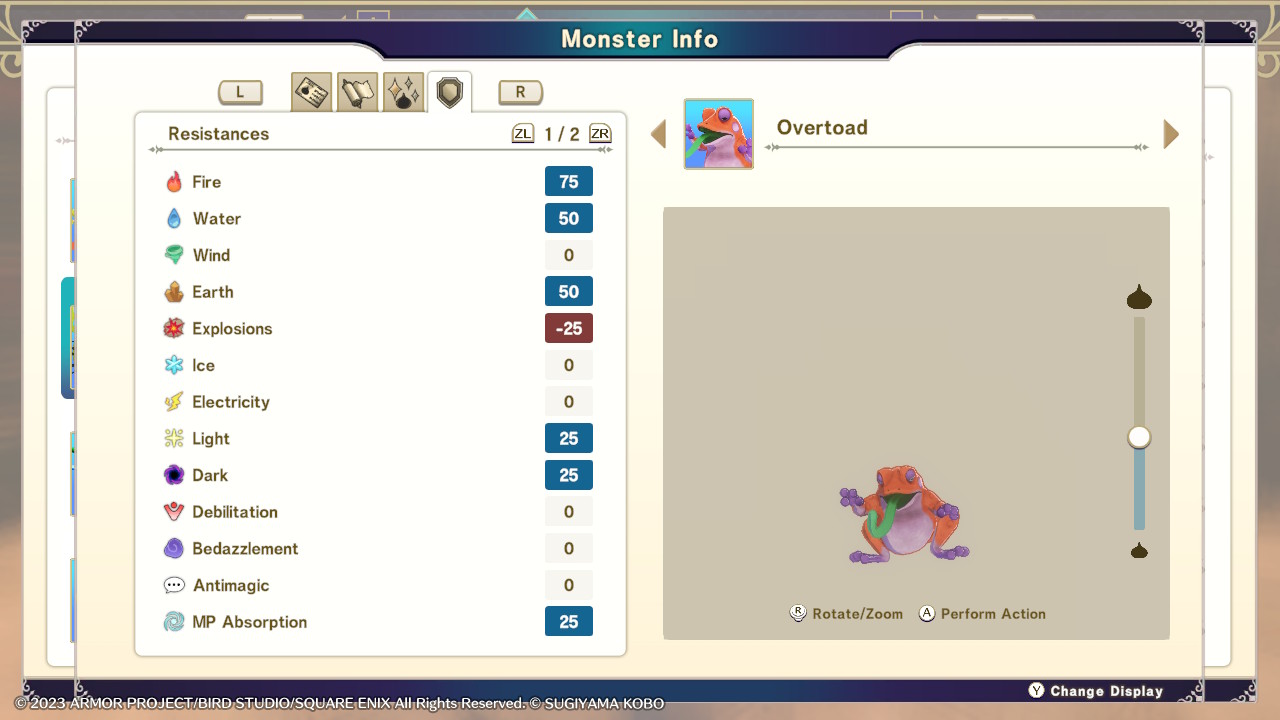 Monster Info
L
R
Resistances ZL 1 / 2 ZR
Fire 75
Water 50
Wind 0
Earth 50
Explosions -25
Ice 0
Electricity 0
Light 25
Dark 25
Debilitation 0
Bedazzlement 0
Antimagic 0
MP Absorption 25
Overtoad
R Rotate/Zoom A Perform Action
Y Change Display
© 2023 ARMOR PROJECT/BIRD STUDIO/SQUARE ENIX All Rights Reserved. © SUGIYAMA KOBO